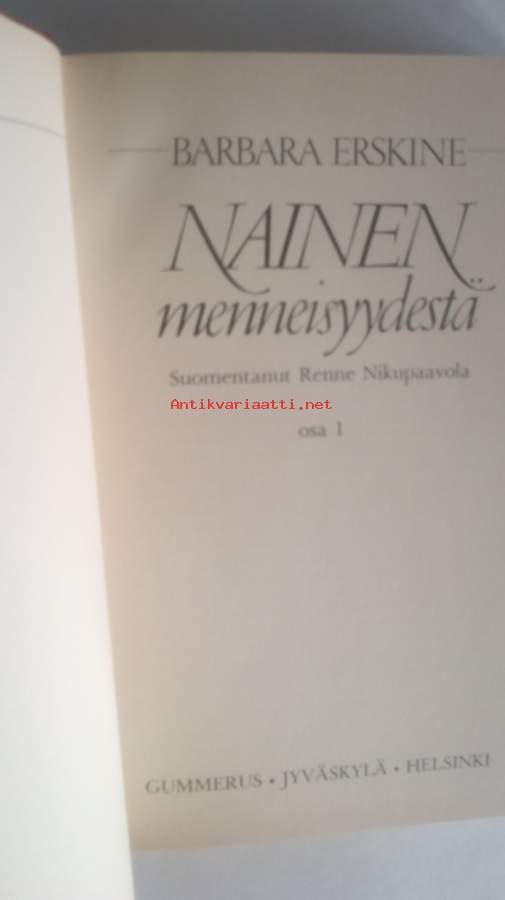 BARBARA ERSKINE
NAINEN
menneisyydestä
Suomentanut Renne Nikupaavola
Antikvariaatti.net
osa 1
GUMMERUS • JYVÄSKYLÄ • HELSINKI